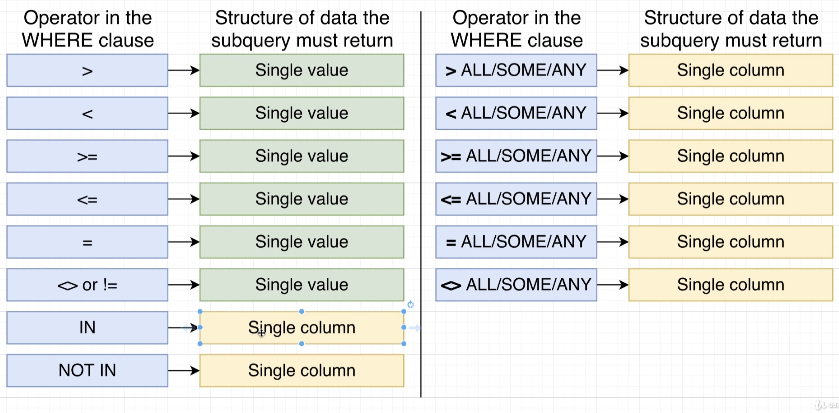 Operator in the
WHERE clause
Structure of data the
subquery must return
> Single value
< Single value
>= Single value
<= Single value
= Single value
<> or != Single value
IN Single column
NOT IN Single column
Operator in the
WHERE clause
Structure of data the
subquery must return
> ALL/SOME/ANY Single column
< ALL/SOME/ANY Single column
>= ALL/SOME/ANY Single column
<= ALL/SOME/ANY Single column
= ALL/SOME/ANY Single column
<> ALL/SOME/ANY Single column